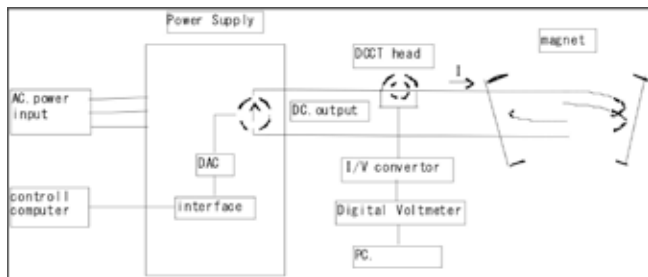 Power Supply
DCCT head
I
magnet
AC.power
input
DC.output
DAC
I/V convertor
controll
computer
interface
Digital Voltmeter
PC.